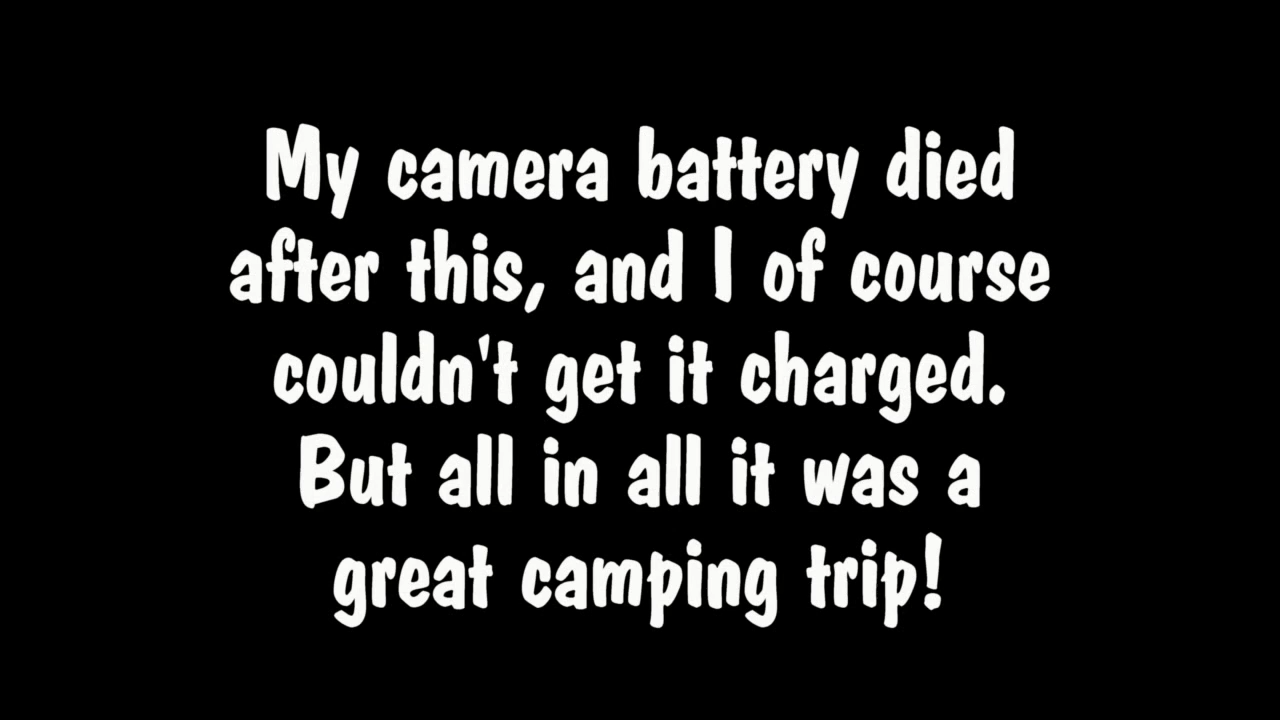 My camera battery died
after this, and I of course
couldn't get it charged.
But all in all it was a
great camping trip!